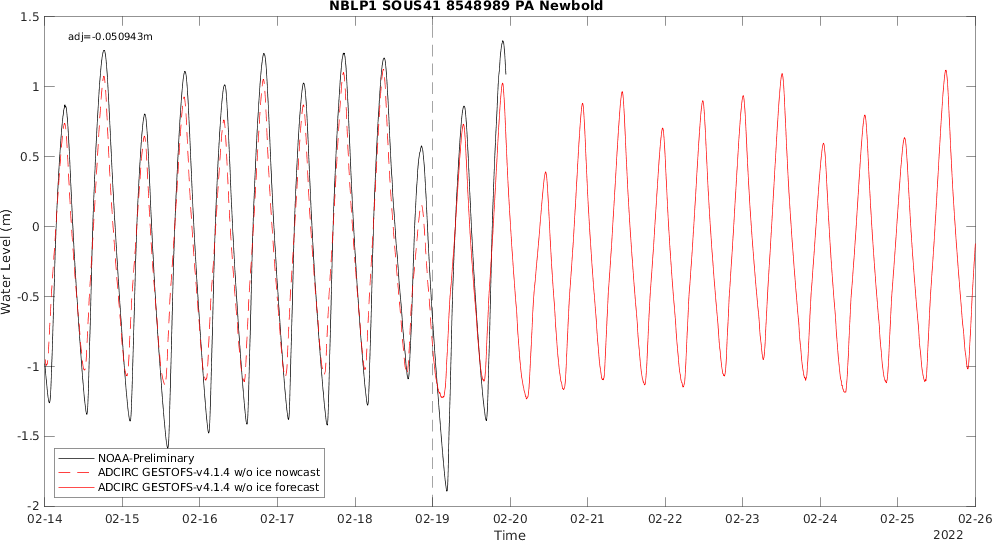 NBLP1 SOUS41 8548989 PA Newbold
adj=-0.050943m
1.5
1
0.5
0
-0.5
-1
-1.5
-2
Water Level (m)
NOAA-Preliminary
ADCIRC GESTOFS-v4.1.4 w/o ice nowcast
ADCIRC GESTOFS-v4.1.4 w/o ice forecast
02-14 02-15 02-16 02-17 02-18 02-19 02-20 02-21 02-22 02-23 02-24 02-25 02-26
Time
2022